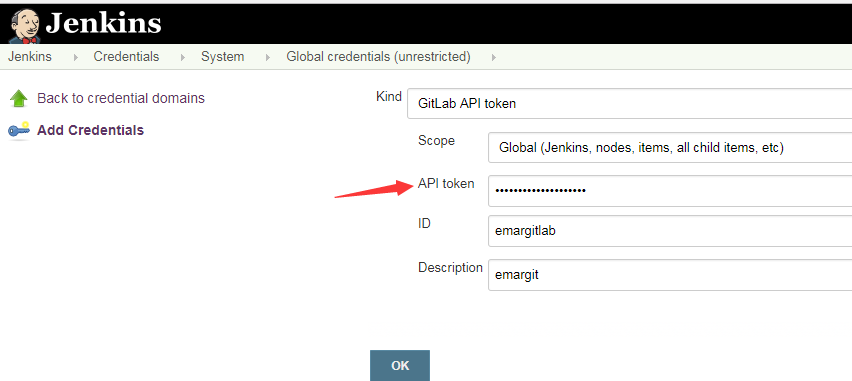 Jenkins
Jenkins Credentials System Global credentials (unrestricted)
Back to credential domains
Add Credentials
Kind GitLab API token
Scope Global (Jenkins, nodes, items, all child items, etc)
API token ••••••••••••••••••••
ID emargitlab
Description emargit
OK